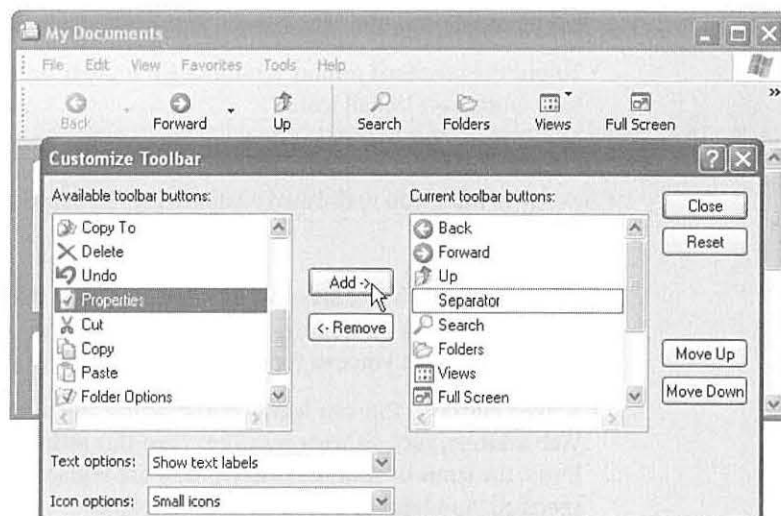 My Documents
File Edit View Favorites Tools Help
Back Forward Up Search Folders Views Full Screen »
Customize Toolbar
Available toolbar buttons:
Copy To
Delete
Undo
Properties
Cut
Copy
Paste
Folder Options
Add ->
<- Remove
Current toolbar buttons:
Back
Forward
Up
Separator
Search
Folders
Views
Full Screen
Close
Reset
Move Up
Move Down
Text options: Show text labels
Icon options: Small icons